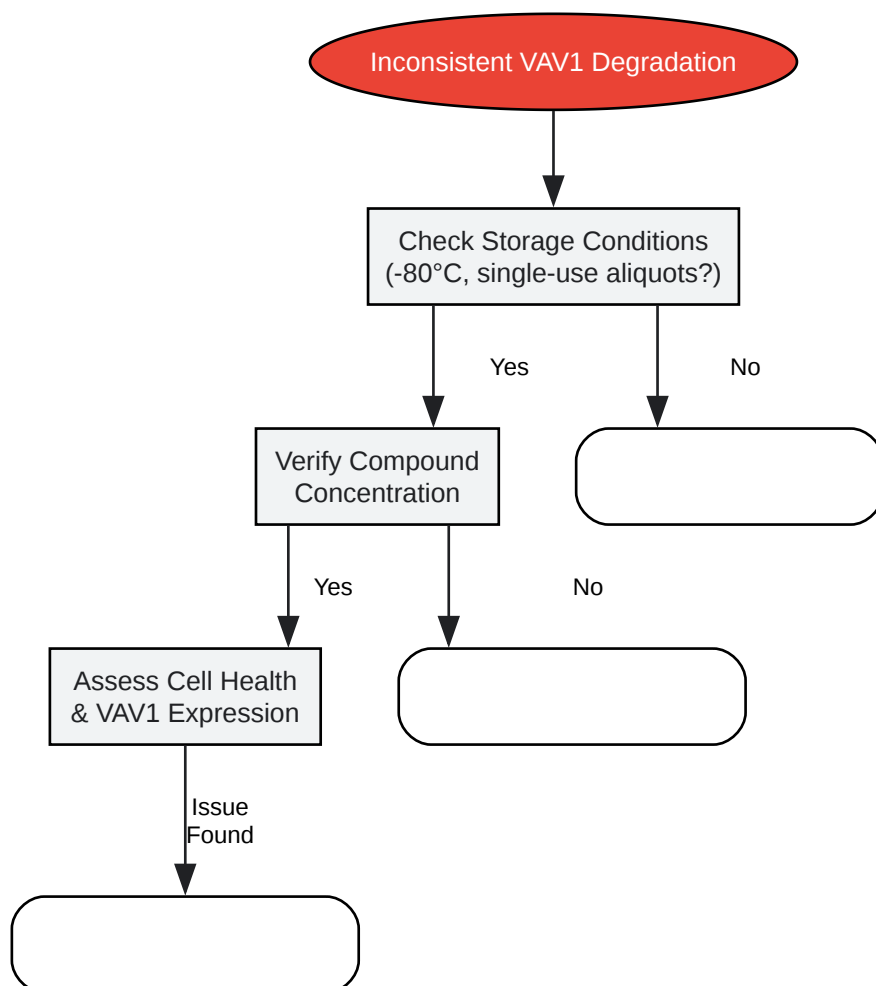 Inconsistent VAV1 Degradation
Check Storage Conditions
(-80°C, single-use aliquots?)
Yes
No
Verify Compound
Concentration
Yes
No
Assess Cell Health
& VAV1 Expression
Issue
Found